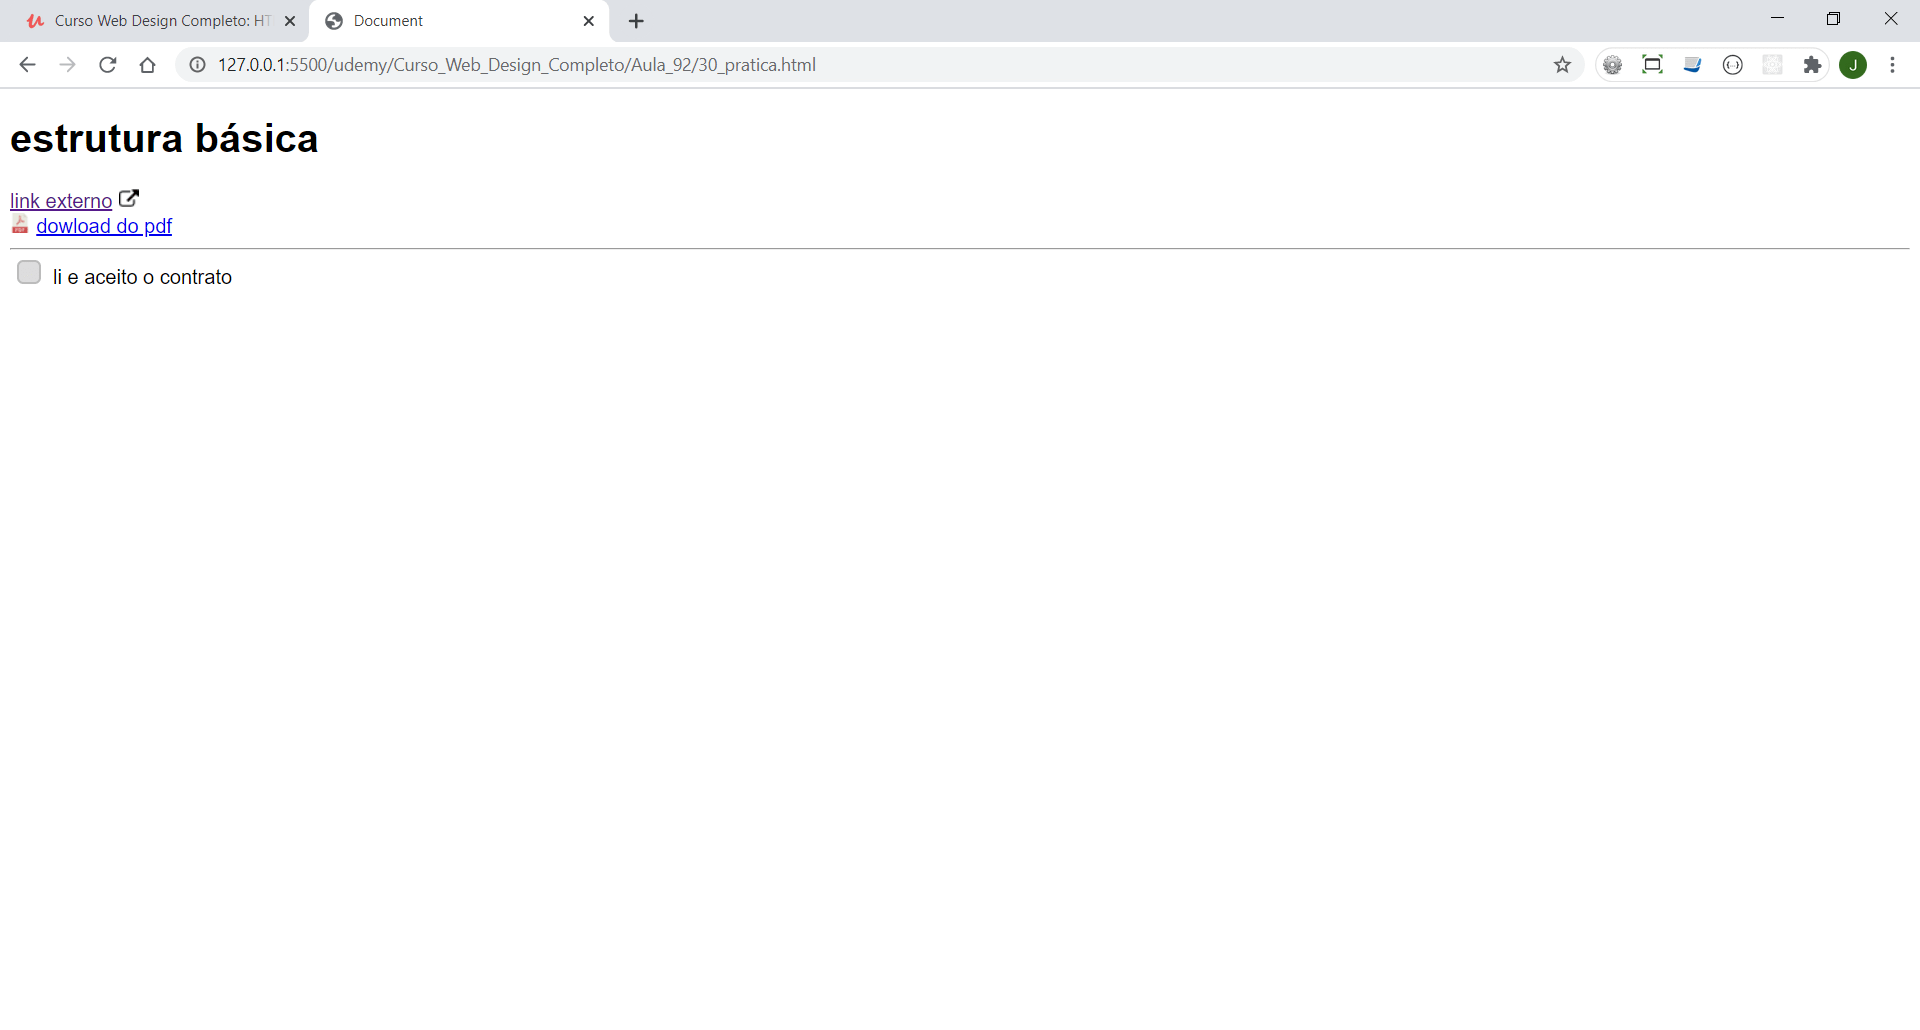 Curso Web Design Completo: HT
Document
127.0.0.1:5500/udemy/Curso_Web_Design_Completo/Aula_92/30_pratica.html
J
estrutura básica
link externo
PDF
dowload do pdf
li e aceito o contrato